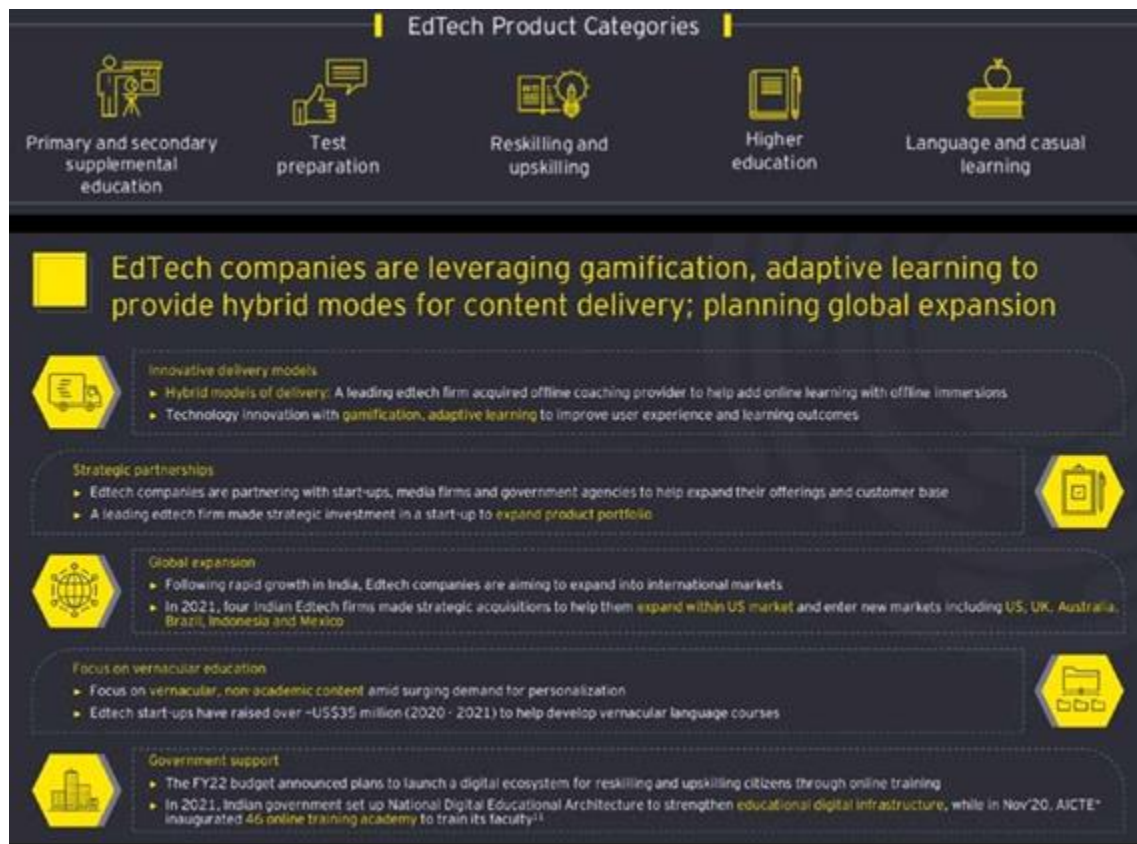 EdTech Product Categories
Primary and secondary
supplemental
education
Test
preparation
Reskilling and
upskilling
Higher
education
Language and casual
learning
EdTech companies are leveraging gamification, adaptive learning to
provide hybrid modes for content delivery; planning global expansion
Innovative delivery models
► Hybrid models of delivery: A leading edtech firm acquired offline coaching provider to help add online learning with offline immersions
► Technology innovation with gamification, adaptive learning to improve user experience and learning outcomes
Strategic partnerships
► Edtech companies are partnering with start-ups, media firms and government agencies to help expand their offerings and customer base
► A leading edtech firm made strategic investment in a start-up to expand product portfolio
Global expansion
► Following rapid growth in India, Edtech companies are aiming to expand into international markets
► In 2021, four Indian Edtech firms made strategic acquisitions to help them expand within US market and enter new markets including US, UK, Australia,
Brazil, Indonesia and Mexico
Focus on vernacular education
► Focus on vernacular, non academic content amid surging demand for personalization
► Edtech start-ups have raised over ~US$35 million (2020 - 2021) to help develop vernacular language courses
Government support
► The FY22 budget announced plans to launch a digital ecosystem for reskilling and upskilling citizens through online training
► In 2021, Indian government set up National Digital Educational Architecture to strengthen educational digital infrastructure, while in Nov'20, AICTE*
inaugurated 46 online training academy to train its faculty¹¹